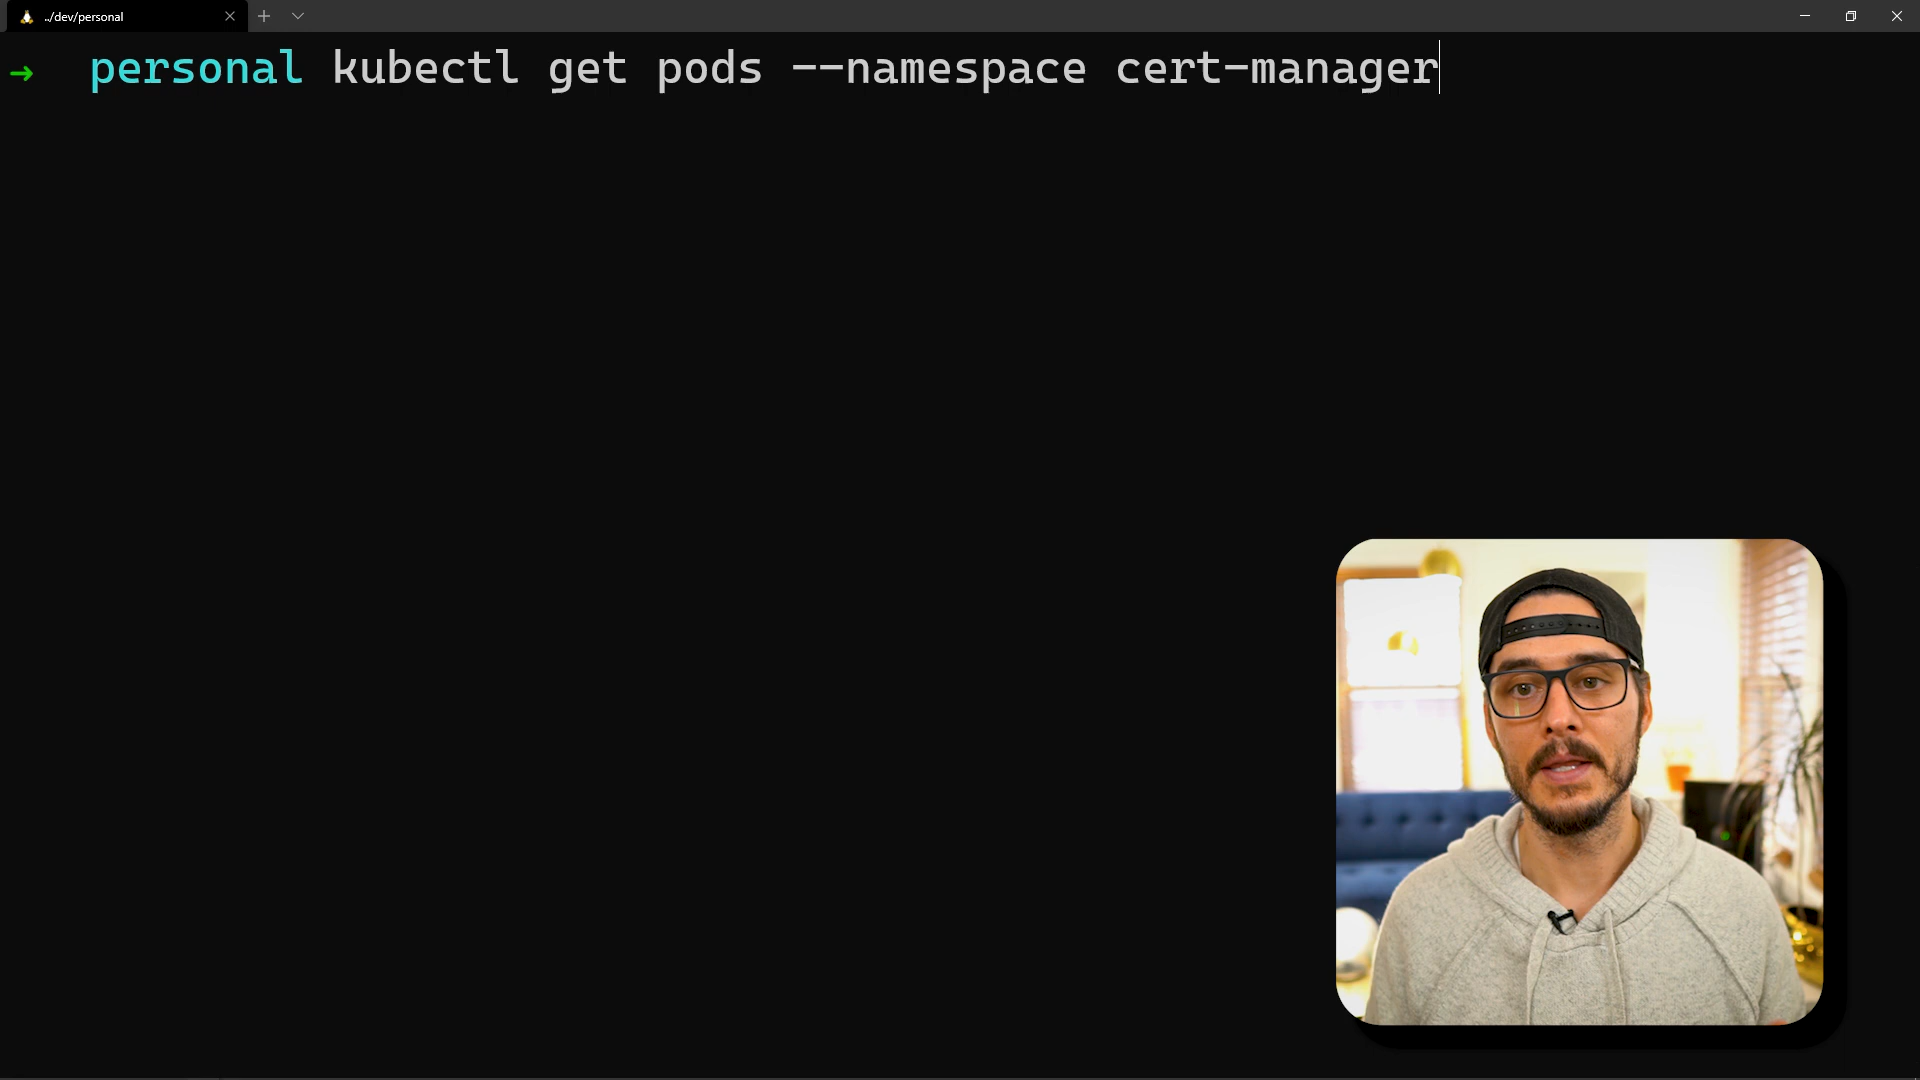 ../dev/personal
➜ personal kubectl get pods --namespace cert-manager